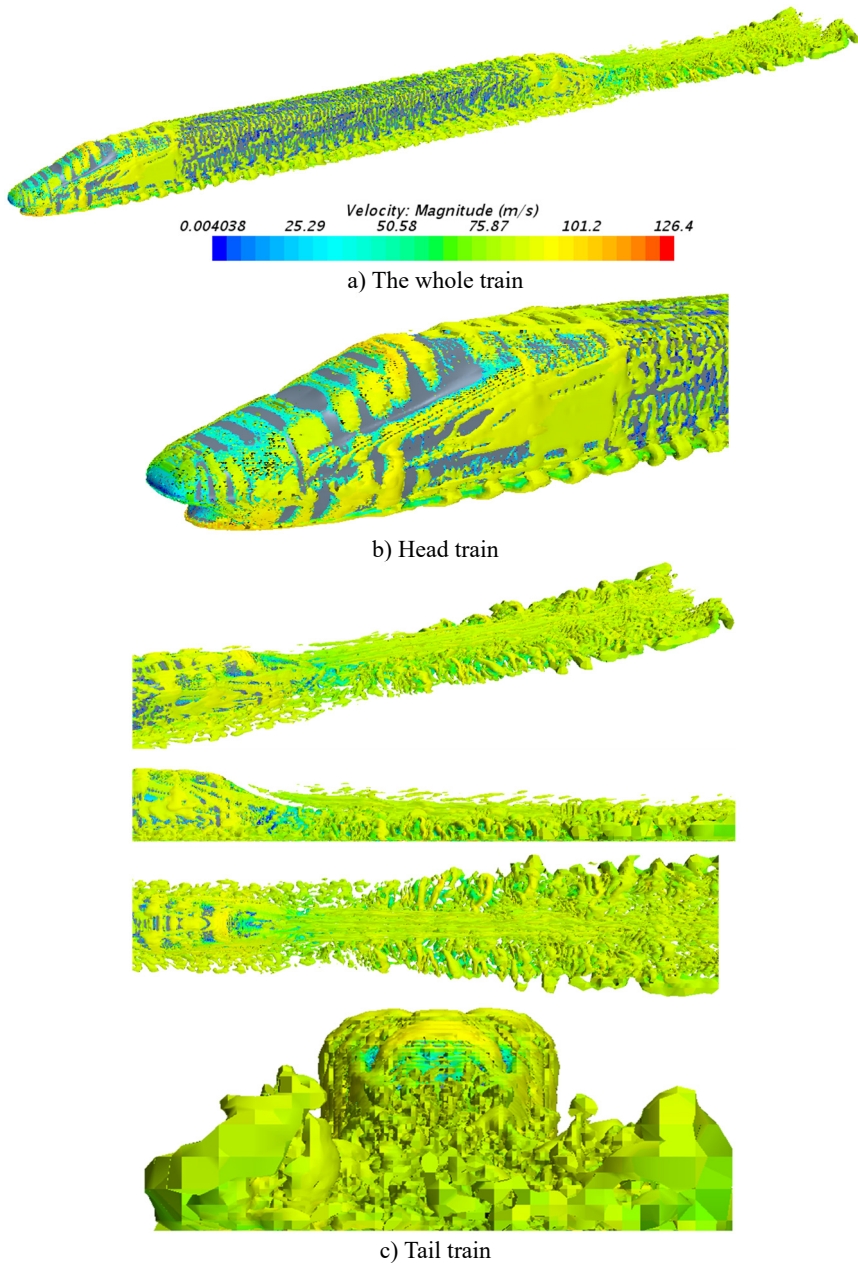 Velocity: Magnitude (m/s)
0.004038 25.29 50.58 75.87 101.2 126.4
a) The whole train
b) Head train
c) Tail train